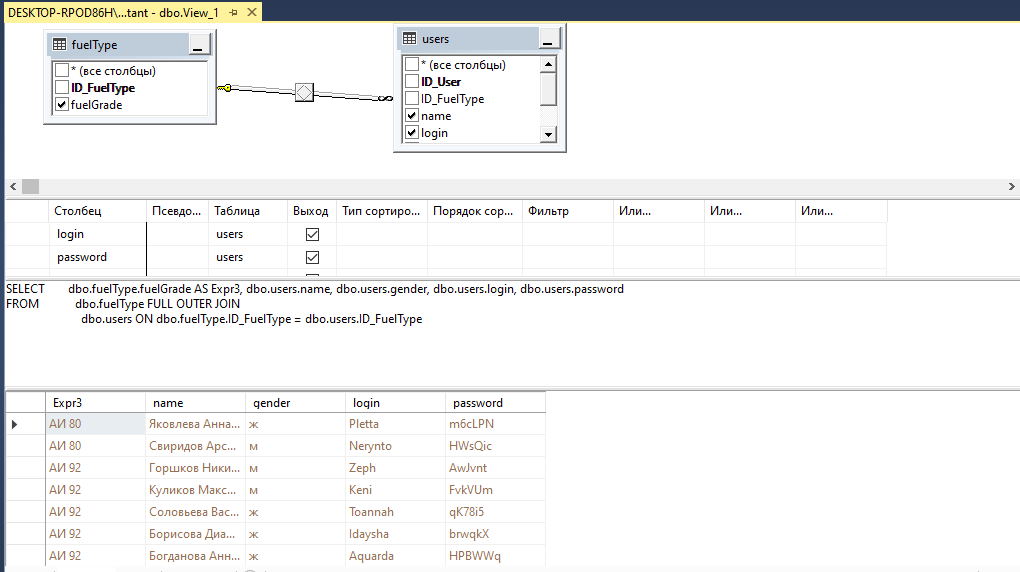 DESKTOP-RPOD86H\...tant - dbo.View_1
fuelType
* (все столбцы)
ID_FuelType
fuelGrade
users
* (все столбцы)
ID_User
ID_FuelType
name
login
Столбец Псевдо... Таблица Выход Тип сортиро... Порядок сор... Фильтр Или... Или... Или...
login users
password users
SELECT dbo.fuelType.fuelGrade AS Expr3, dbo.users.name, dbo.users.gender, dbo.users.login, dbo.users.password
FROM dbo.fuelType FULL OUTER JOIN
dbo.users ON dbo.fuelType.ID_FuelType = dbo.users.ID_FuelType
Expr3 name gender login password
АИ 80 Яковлева Анна... ж Pletta m6cLPN
АИ 80 Свиридов Арс... м Nerynto HWsQic
АИ 92 Горшков Ники... м Zeph AwJvnt
АИ 92 Куликов Макс... м Keni FvkVUm
АИ 92 Соловьева Вас... ж Toannah qK78i5
АИ 92 Борисова Диа... ж Idaysha brwqkX
АИ 92 Богданова Анн... ж Aquarda HPBWWq